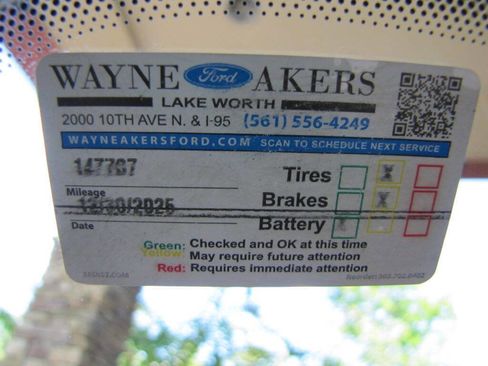 WAYNE Ford AKERS
LAKE WORTH
2000 10TH AVE N. & I-95 (561) 556-4249
WAYNEAKERSFORD.COM SCAN TO SCHEDULE NEXT SERVICE
147767
Mileage
12/30/2025
Date
Tires X
Brakes X
Battery X
Green: Checked and OK at this time
Yellow: May require future attention
Red: Requires immediate attention
Reorder: